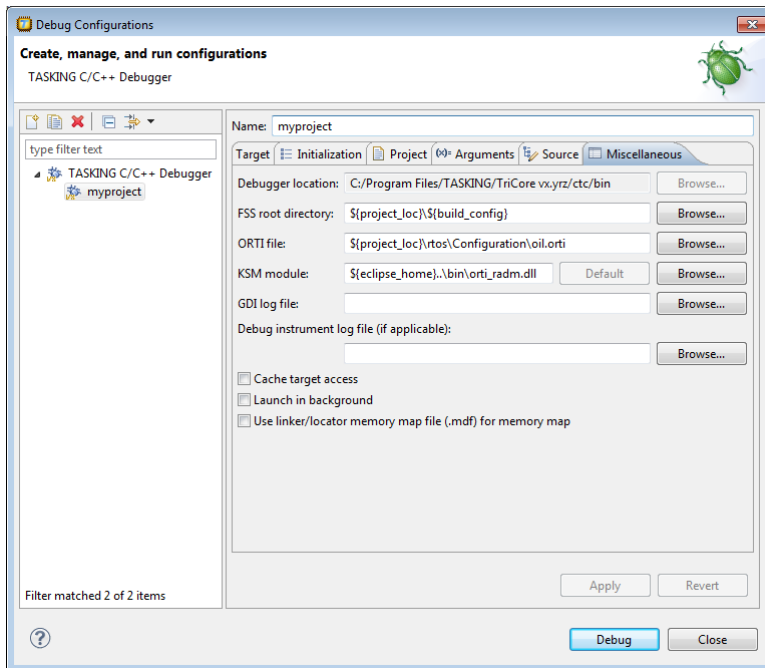 Debug Configurations
Create, manage, and run configurations
TASKING C/C++ Debugger
type filter text
TASKING C/C++ Debugger
myproject
Filter matched 2 of 2 items
Name: myproject
Target Initialization Project (x)= Arguments Source Miscellaneous
Debugger location: C:/Program Files/TASKING/TriCore vx.yrz/ctc/bin Browse...
FSS root directory: ${project_loc}\${build_config} Browse...
ORTI file: ${project_loc}\rtos\Configuration\oil.orti Browse...
KSM module: ${eclipse_home}..\bin\orti_radm.dll Default Browse...
GDI log file: Browse...
Debug instrument log file (if applicable):
Browse...
Cache target access
Launch in background
Use linker/locator memory map file (.mdf) for memory map
Apply Revert
? Debug Close